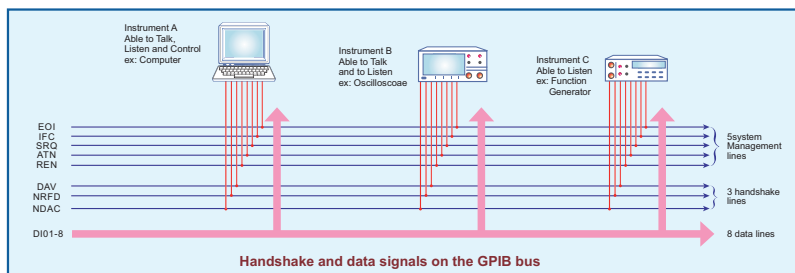 Instrument A
Able to Talk,
Listen and Control
ex: Computer
Instrument B
Able to Talk
and to Listen
ex: Oscilloscoae
Instrument C
Able to Listen
ex: Function
Generator
EOI
IFC
SRQ
ATN
REN
5system
Management
lines
DAV
NRFD
NDAC
3 handshake
lines
DI01-8
8 data lines
Handshake and data signals on the GPIB bus